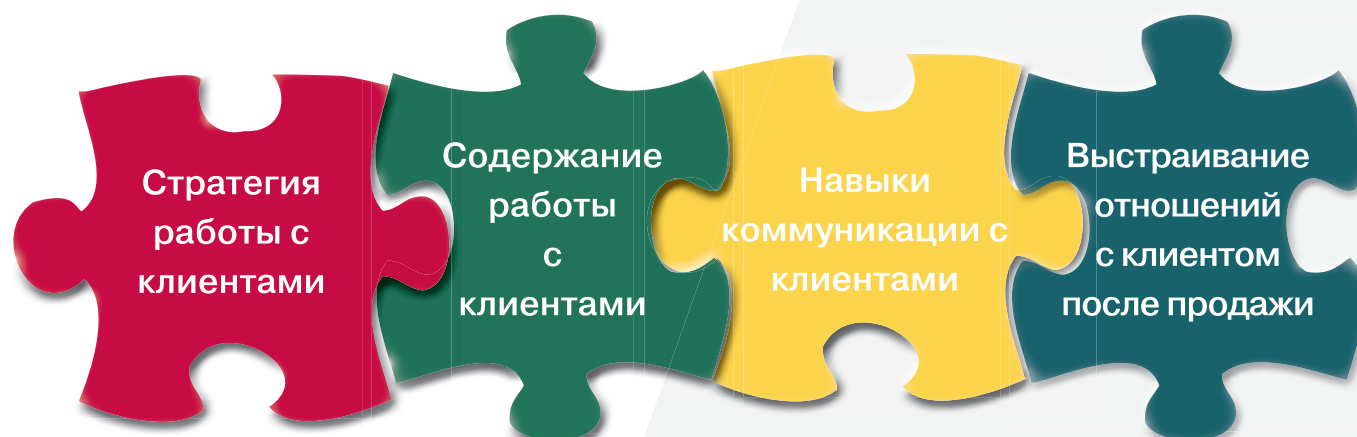 Стратегия
работы с
клиентами
Содержание
работы
с
клиентами
Навыки
коммуникации с
клиентами
Выстраивание
отношений
с клиентом
после продажи